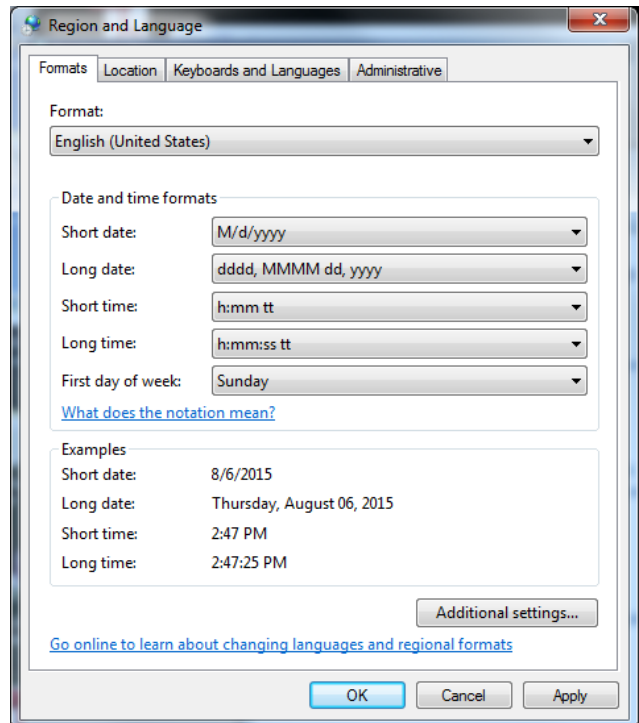 Region and Language
Formats Location Keyboards and Languages Administrative
Format:
English (United States)
Date and time formats
Short date: M/d/yyyy
Long date: dddd, MMMM dd, yyyy
Short time: h:mm tt
Long time: h:mm:ss tt
First day of week: Sunday
What does the notation mean?
Examples
Short date: 8/6/2015
Long date: Thursday, August 06, 2015
Short time: 2:47 PM
Long time: 2:47:25 PM
Additional settings...
Go online to learn about changing languages and regional formats
OK Cancel Apply